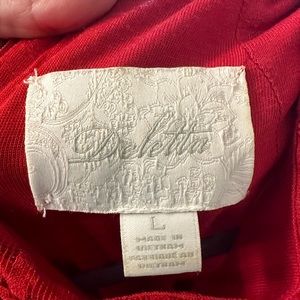 Deletta
L
MADE IN
VIETNAM
FABRIQUÉ AU
VIETNAM